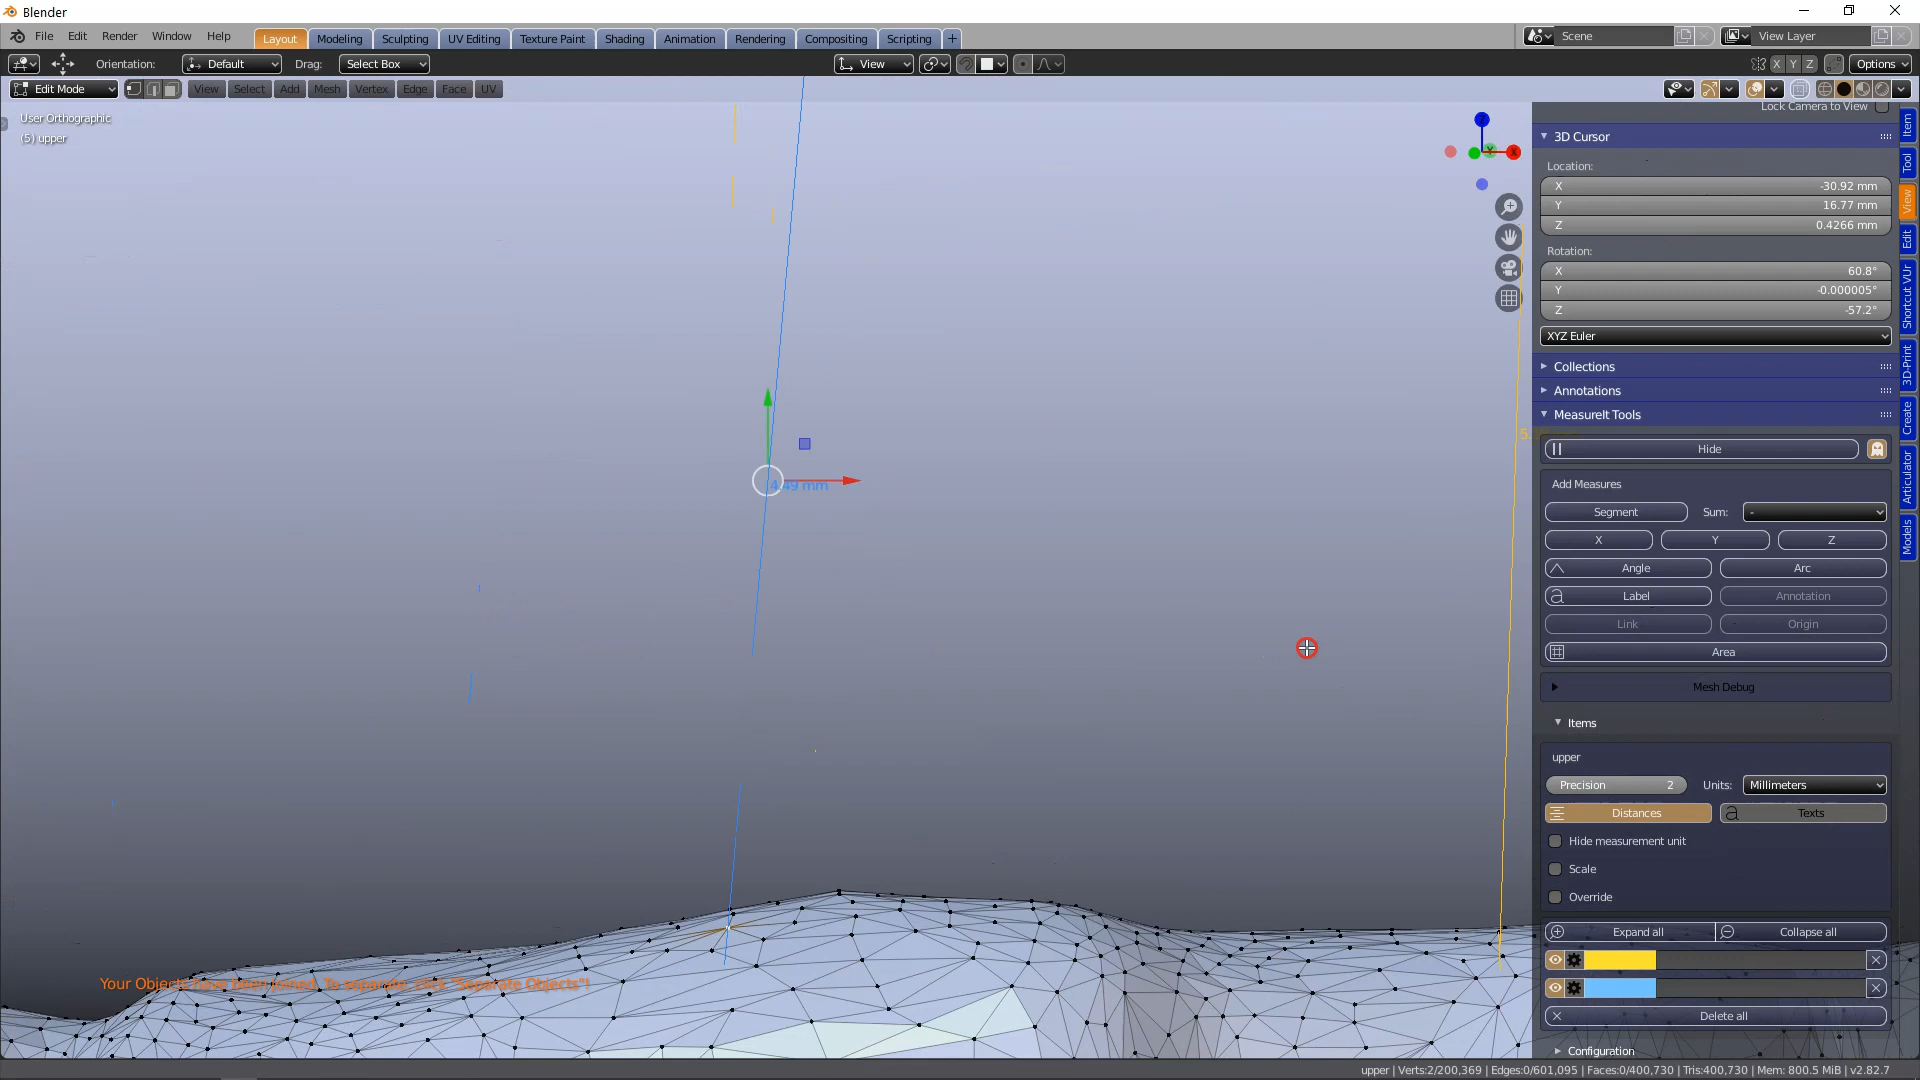 Blender
File Edit Render Window Help Layout Modeling Sculpting UV Editing Texture Paint Shading Animation Rendering Compositing Scripting Scene View Layer
Orientation: Default Drag: Select Box View X Y Z Options
Edit Mode View Select Add Mesh Vertex Edge Face UV
User Orthographic
(5) upper
Lock Camera to View
3D Cursor
Location:
X -30.92 mm
Y 16.77 mm
Z 0.4266 mm
Rotation:
X 60.8°
Y -0.000005°
Z -57.2°
XYZ Euler
Collections
Annotations
MeasureIt Tools
Hide
Add Measures
Segment Sum: -
X Y Z
Angle Arc
Label Annotation
Link Origin
Area
Mesh Debug
Items
upper
Precision 2 Units: Millimeters
Distances Texts
Hide measurement unit
Scale
Override
Expand all Collapse all
Delete all
Configuration
Item
Tool
View
Edit
Shortcut VUr
3D-Print
Create
Articulator
Models
Z
Y
X
4.49 mm
Your Objects have been joined. To separate, click "Separate Objects"!
upper | Verts:2/200,369 | Edges:0/601,095 | Faces:0/400,730 | Tris:400,730 | Mem: 800.5 MiB | v2.82.7